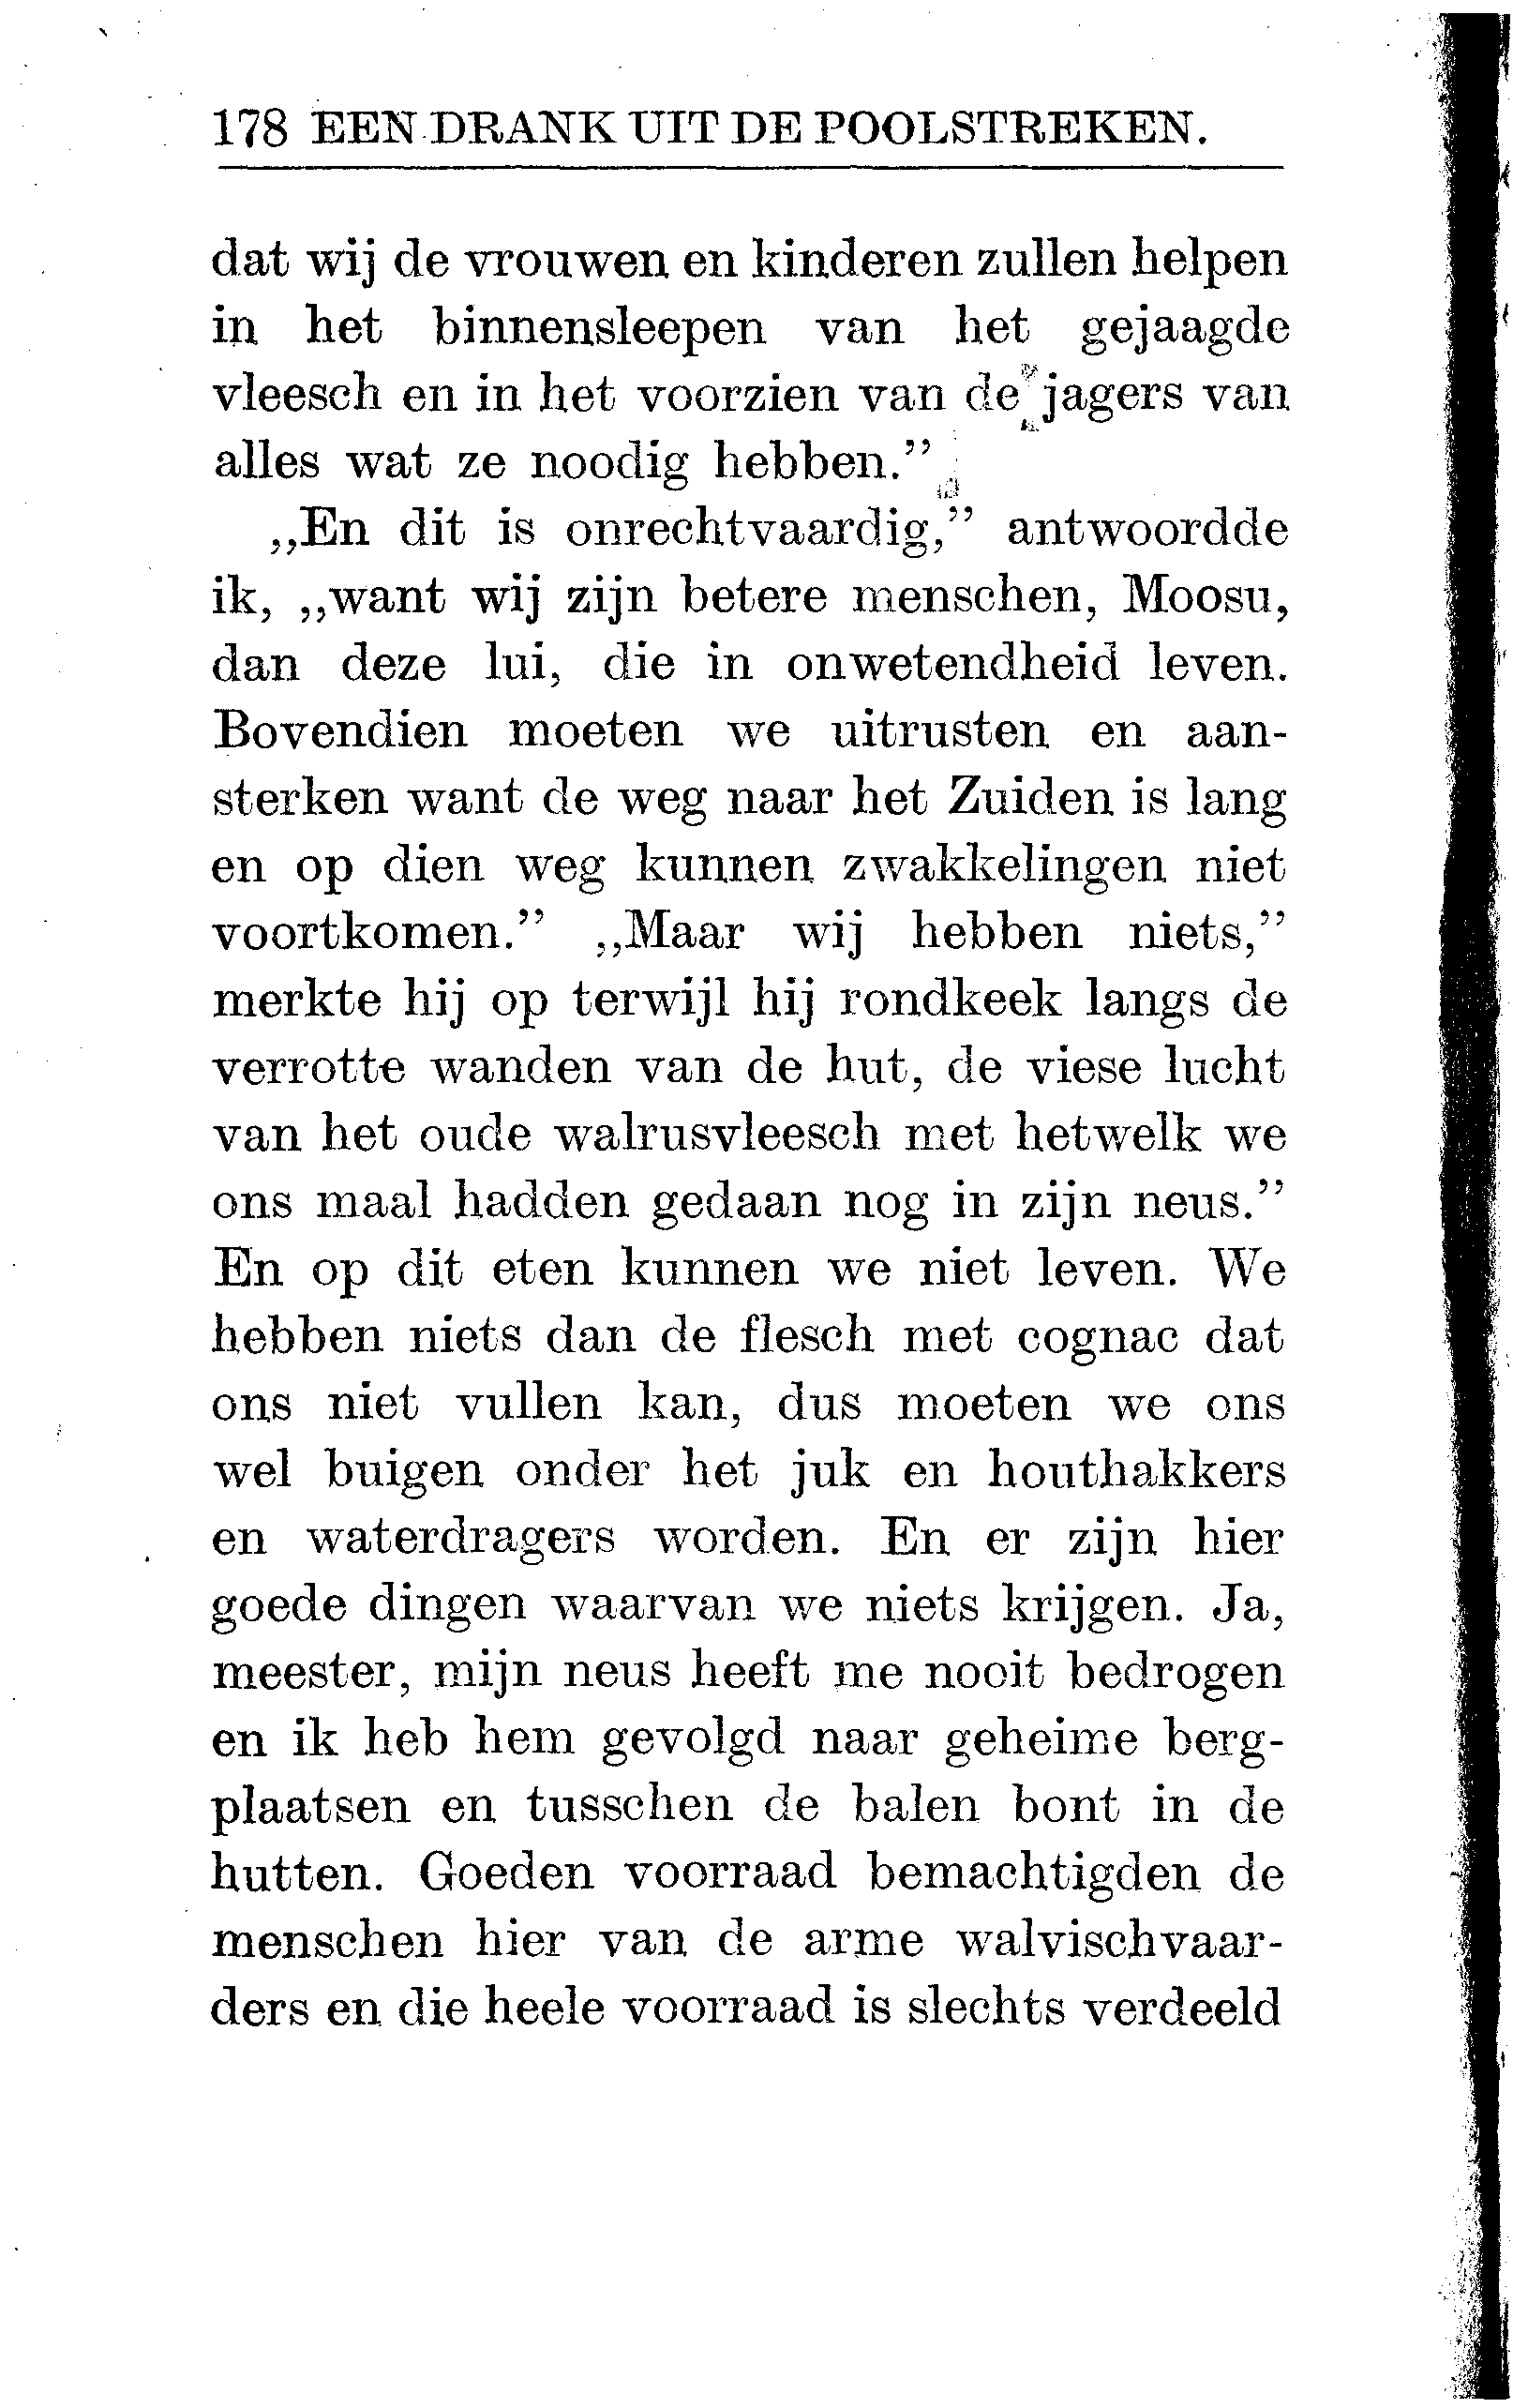 178 EEN DRANK UIT DE POOLSTREKEN.
dat wij de vrouwen en kinderen zullen helpen
in het binnensleepen van het gejaagde
vleesch en in het voorzien van de jagers van
alles wat ze noodig hebben.”
„En dit is onrechtvaardig,” antwoordde
ik, „want wij zijn betere menschen, Moosu,
dan deze lui, die in onwetendheid leven.
Bovendien moeten we uitrusten en aan-
sterken want de weg naar het Zuiden is lang
en op dien weg kunnen zwakkelingen niet
voortkomen.” „Maar wij hebben niets,”
merkte hij op terwijl hij rondkeek langs de
verrotte wanden van de hut, de viese lucht
van het oude walrusvleesch met hetwelk we
ons maal hadden gedaan nog in zijn neus.”
En op dit eten kunnen we niet leven. We
hebben niets dan de flesch met cognac dat
ons niet vullen kan, dus moeten we ons
wel buigen onder het juk en houthakkers
en waterdragers worden. En er zijn hier
goede dingen waarvan we niets krijgen. Ja,
meester, mijn neus heeft me nooit bedrogen
en ik heb hem gevolgd naar geheime berg-
plaatsen en tusschen de balen bont in de
hutten. Goeden voorraad bemachtigden de
menschen hier van de arme walvischvaar-
ders en die heele voorraad is slechts verdeeld